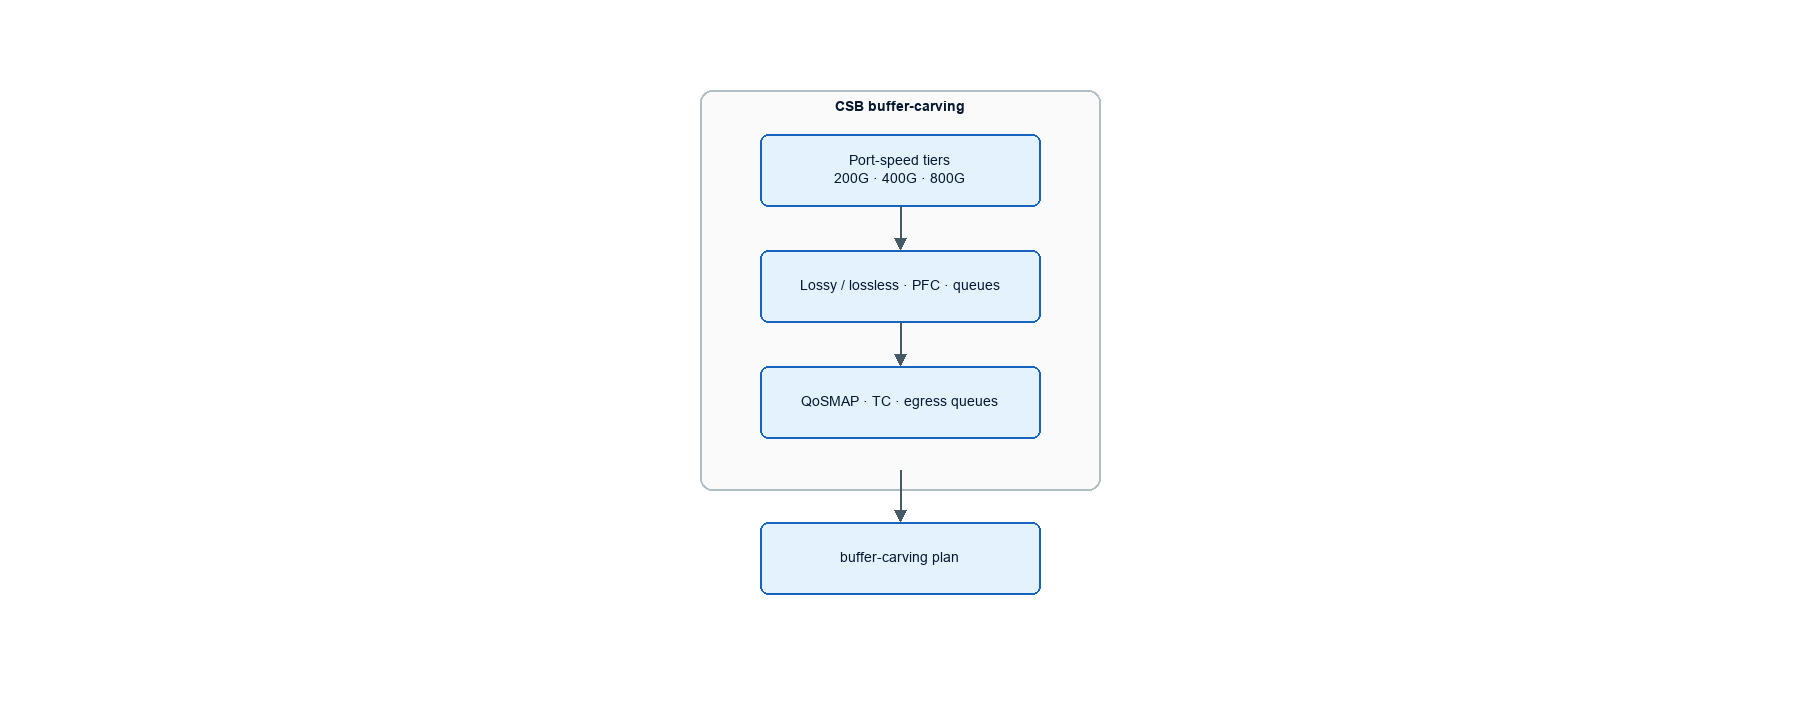 CSB buffer-carving
Port-speed tiers
200G · 400G · 800G
Lossy / lossless · PFC · queues
QoSMAP · TC · egress queues
buffer-carving plan